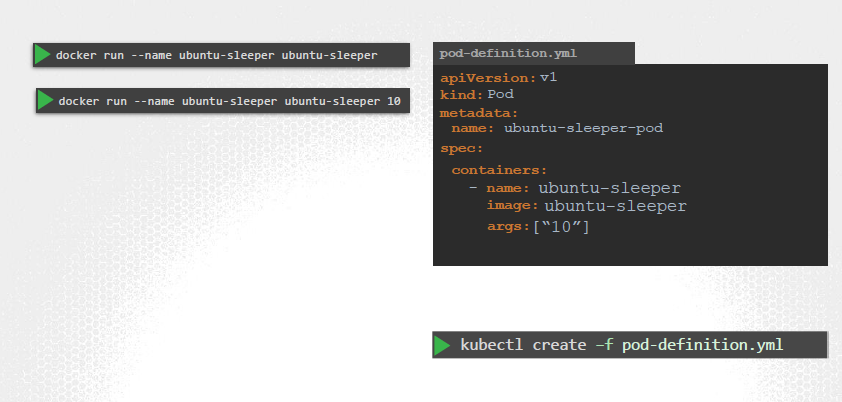 docker run --name ubuntu-sleeper ubuntu-sleeper
docker run --name ubuntu-sleeper ubuntu-sleeper 10
pod-definition.yml
apiVersion: v1
kind: Pod
metadata:
  name: ubuntu-sleeper-pod
spec:
  containers:
    - name: ubuntu-sleeper
      image: ubuntu-sleeper
      args: [“10”]
kubectl create –f pod-definition.yml